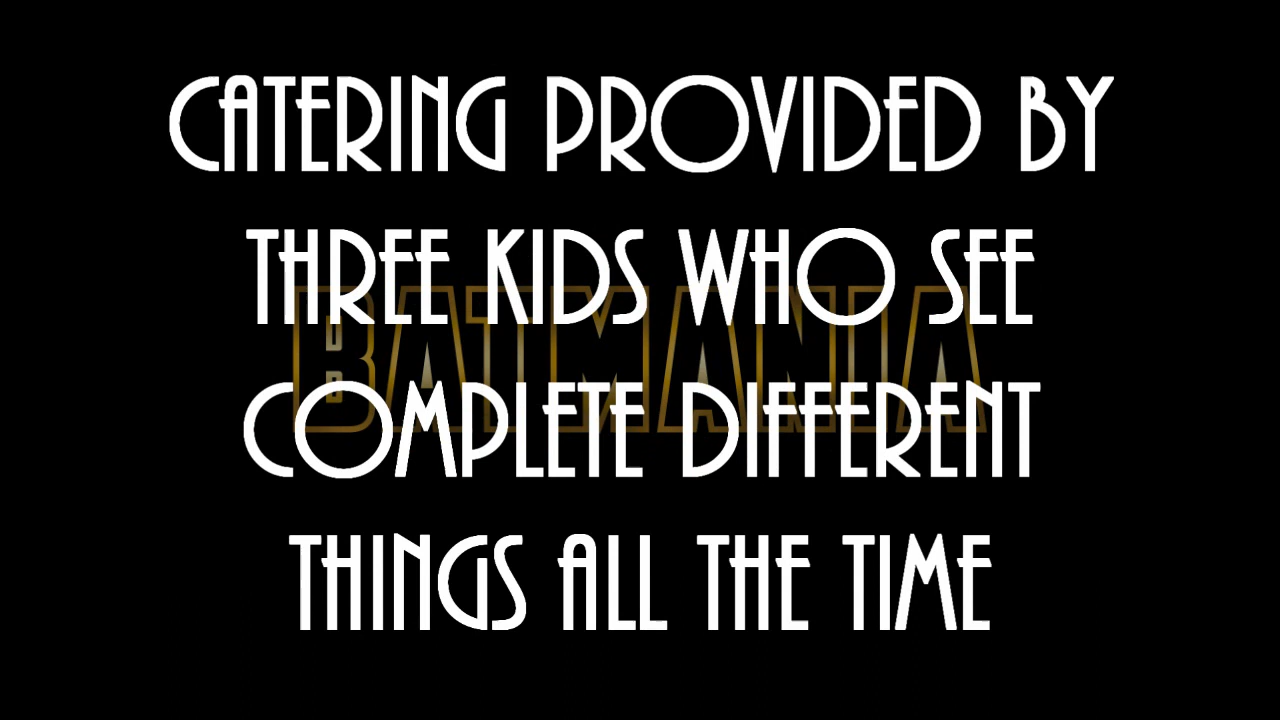 CATERING PROVIDED BY
THREE KIDS WHO SEE
BATMANIA
COMPLETE DIFFERENT
THINGS ALL THE TIME